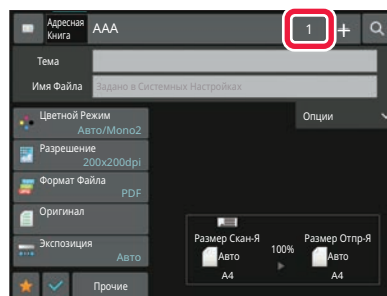 Адресная
Книга
AAA
1
+
Тема
Имя Файла
Задано в Системных Настройках
Цветной Режим
Авто/Mono2
Опции
Разрешение
200x200dpi
Формат Файла
PDF
Оригинал
Экспозиция
Авто
Размер Скан-Я
100%
Размер Отпр-Я
Авто
Авто
A4
A4
Прочие